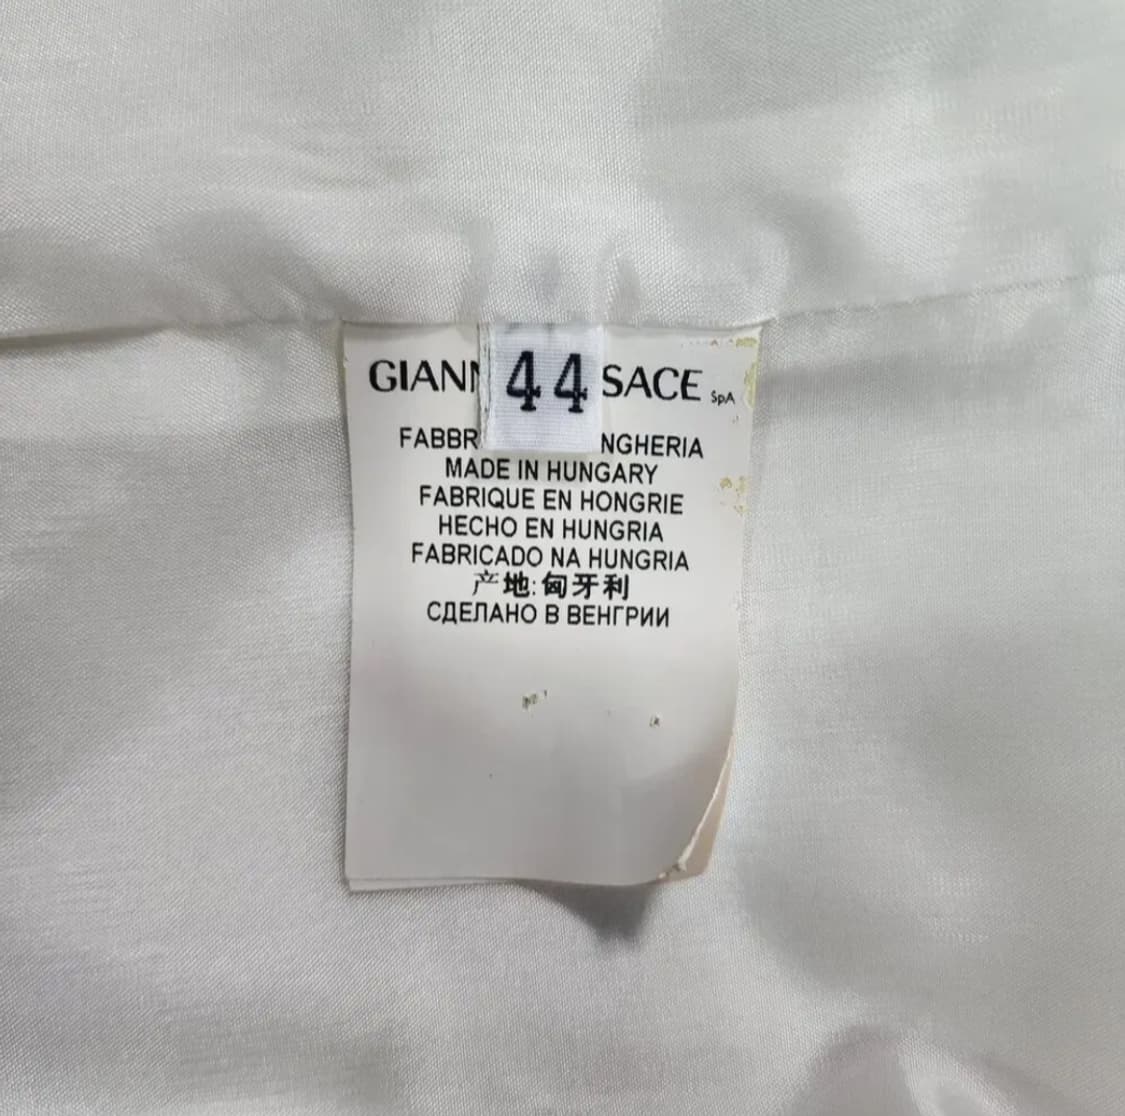 44
GIANN SACE SpA
FABBR NGHERIA
MADE IN HUNGARY
FABRIQUE EN HONGRIE
HECHO EN HUNGRIA
FABRICADO NA HUNGRIA
产地:匈牙利
СДЕЛАНО В ВЕНГРИИ